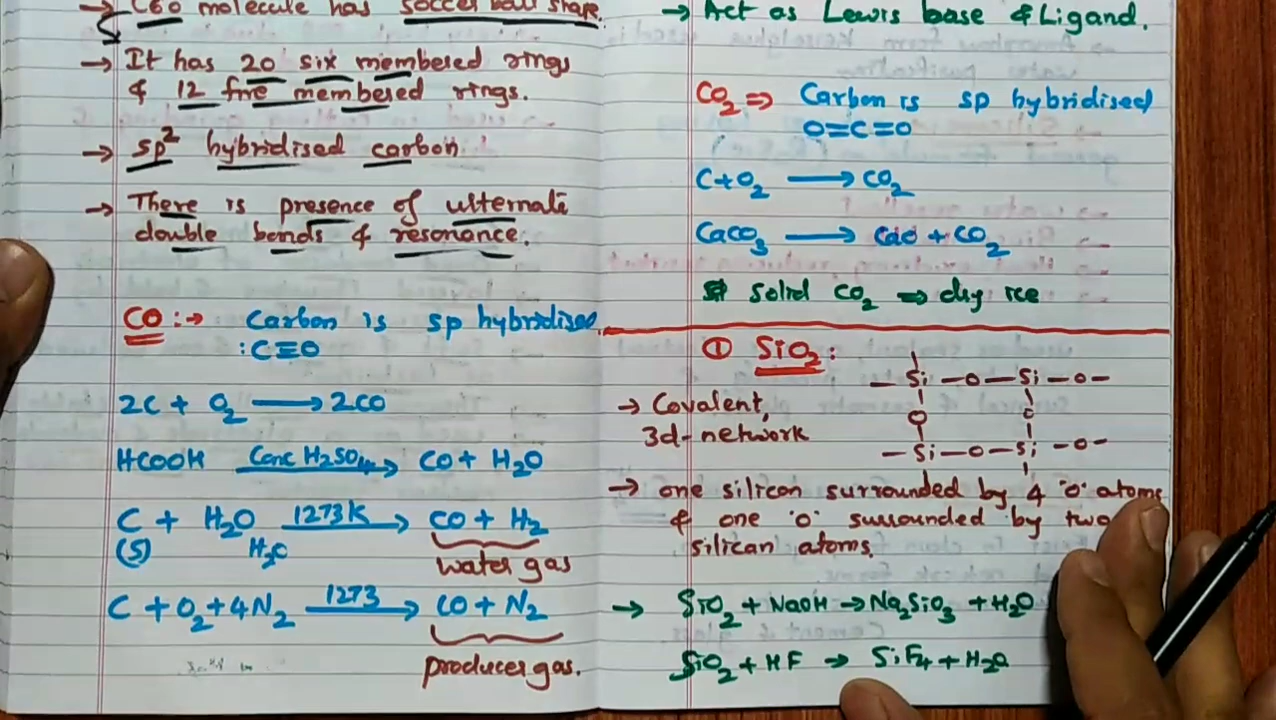 → C60 molecule has soccer ball shape.
→ It has 20 six membered rings
& 12 five membered rings.
→ sp² hybridised carbon.
→ There is presence of ulternate
double bonds & resonance.
CO :→ Carbon is sp hybridised
:C≡O
2C + O₂ ⟶ 2CO
HCOOH Conc H₂SO₄ ⟶ CO + H₂O
C + H₂O 1273K ⟶ CO + H₂
(S) H₂O
water gas
C + O₂ + 4N₂ 1273 ⟶ CO + N₂
producer gas.
→ Act as Lewis base & Ligand.
CO₂ ⇒ Carbon is sp hybridised
O=C=O
C + O₂ ⟶ CO₂
CaCO₃ ⟶ CaO + CO₂
Solid CO₂ ⇒ dry ice
① SiO₂ :
— Si — O — Si — O —
→ Covalent,
O O
3d-network
— Si — O — Si — O —
→ one silicon surrounded by 4 'O' atoms
& one 'O' surrounded by two
silican atoms.
→ SiO₂ + NaOH → Na₂SiO₃ + H₂O
SiO₂ + HF → SiF₄ + H₂O